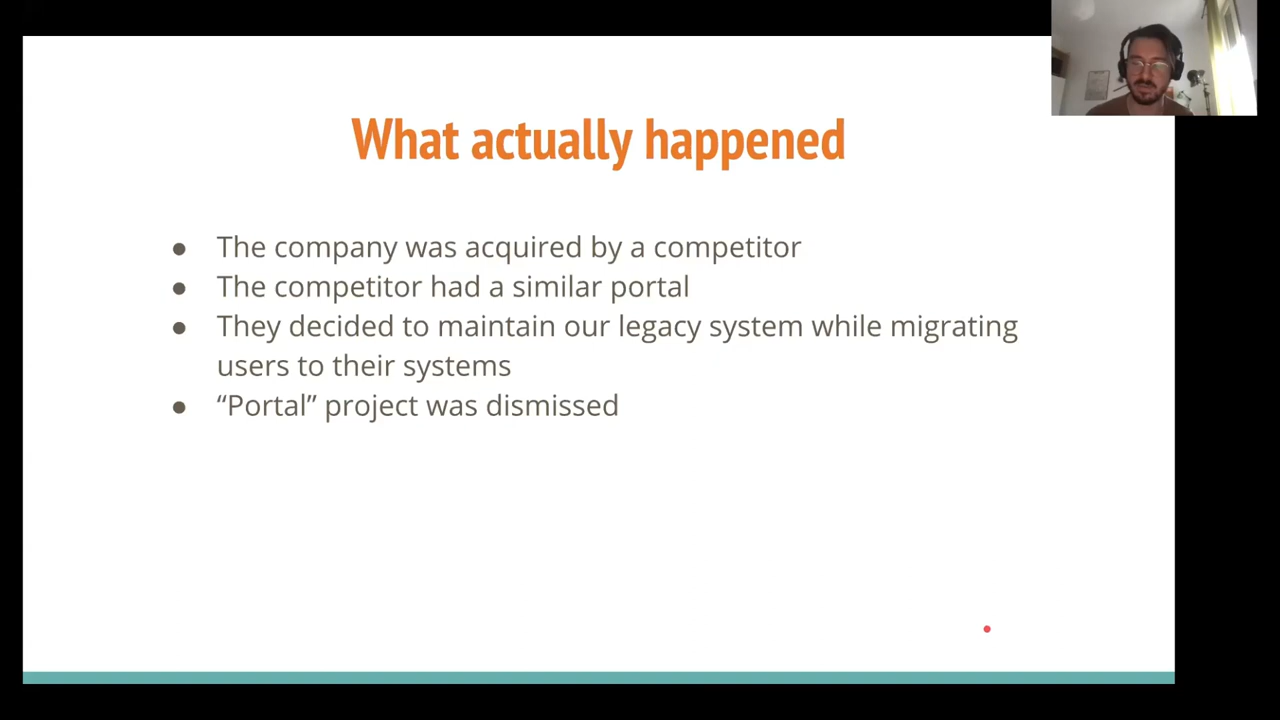 What actually happened
● The company was acquired by a competitor
● The competitor had a similar portal
● They decided to maintain our legacy system while migrating
users to their systems
● “Portal” project was dismissed